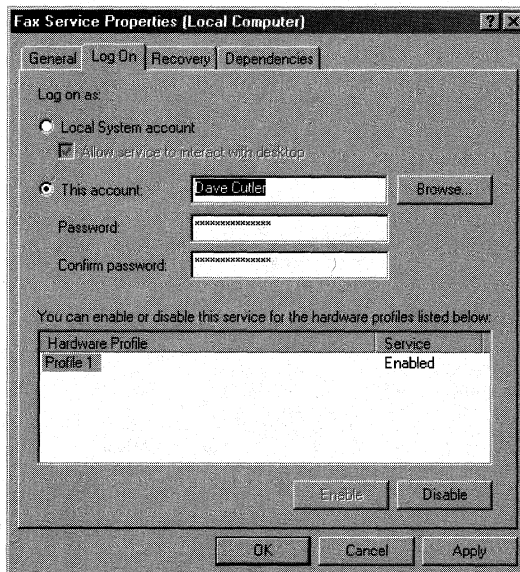 Fax Service Properties (Local Computer)
General Log On Recovery Dependencies
Log on as:
Local System account
Allow service to interact with desktop
This account: Dave Cutler Browse...
Password: ***************
Confirm password: ***************
You can enable or disable this service for the hardware profiles listed below:
Hardware Profile Service
Profile 1 Enabled
Enable Disable
OK Cancel Apply